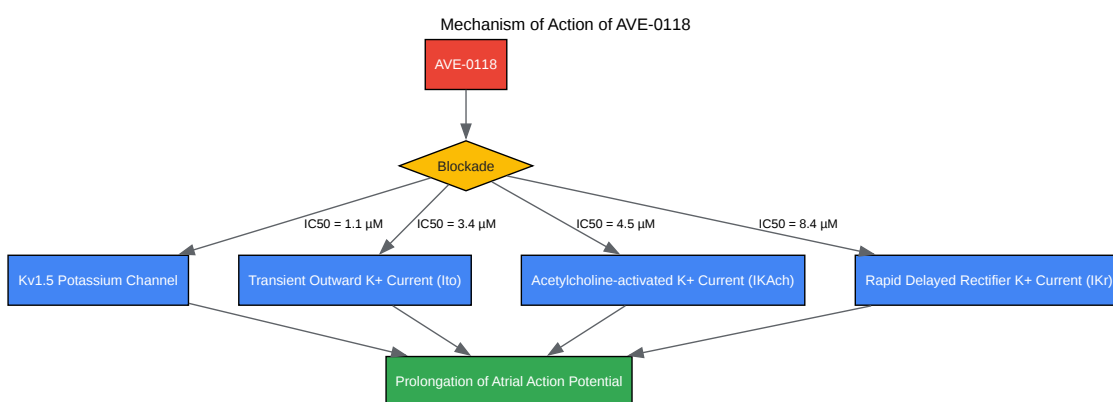 Mechanism of Action of AVE-0118
AVE-0118
Blockade
IC50 = 1.1 µM
IC50 = 3.4 µM
IC50 = 4.5 µM
IC50 = 8.4 µM
Kv1.5 Potassium Channel
Transient Outward K+ Current (Ito)
Acetylcholine-activated K+ Current (IKAch)
Rapid Delayed Rectifier K+ Current (IKr)
Prolongation of Atrial Action Potential